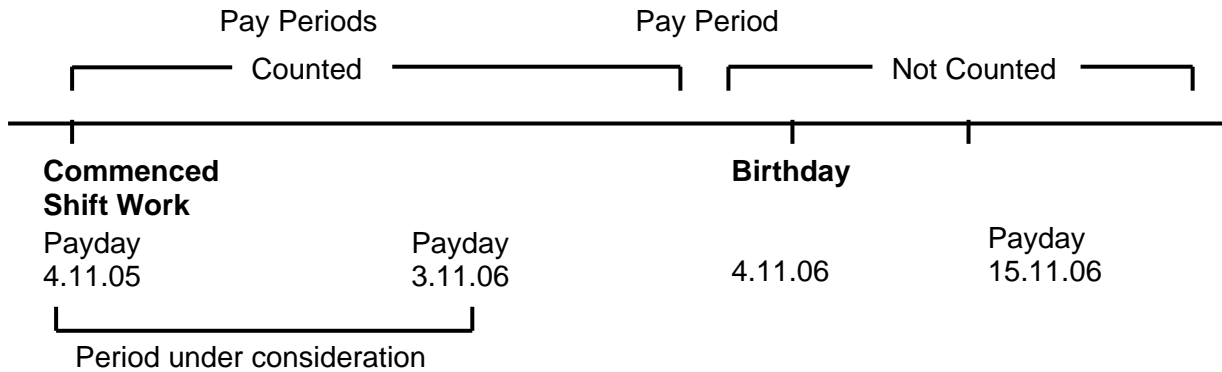 Pay Periods Pay Period
Counted Not Counted
Commenced Birthday
Shift Work
Payday Payday Payday
4.11.05 3.11.06 4.11.06 15.11.06
Period under consideration